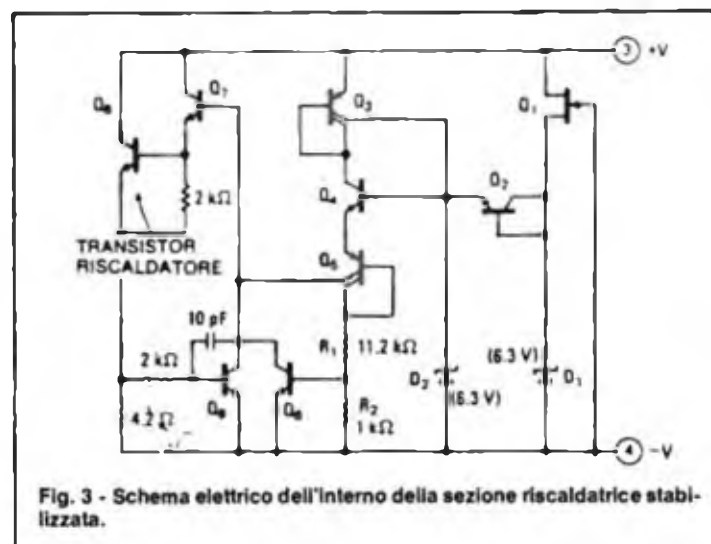 3 +V
Q8 Q7 Q3 Q1
2 kΩ Q4 Q2
TRANSISTOR
RISCALDATORE
Q5
10 pF
R1 11.2 kΩ (6.3 V)
2 kΩ D2 D1
Q9 Q6 (6.3 V)
4.2 Ω R2
1 kΩ
4 -V
Fig. 3 - Schema elettrico dell'interno della sezione riscaldatrice stabi-
lizzata.